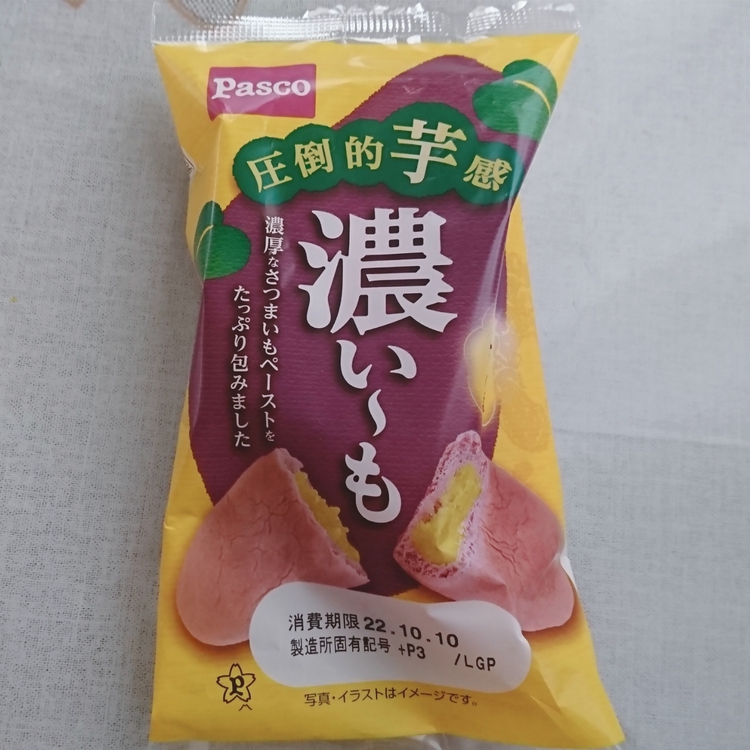 Pasco
圧倒的芋感
濃い〜も
濃厚なさつまいもペーストを
たっぷり包みました
消費期限 22.10.10
製造所固有記号 +P3 /LGP
P
写真・イラストはイメージです。